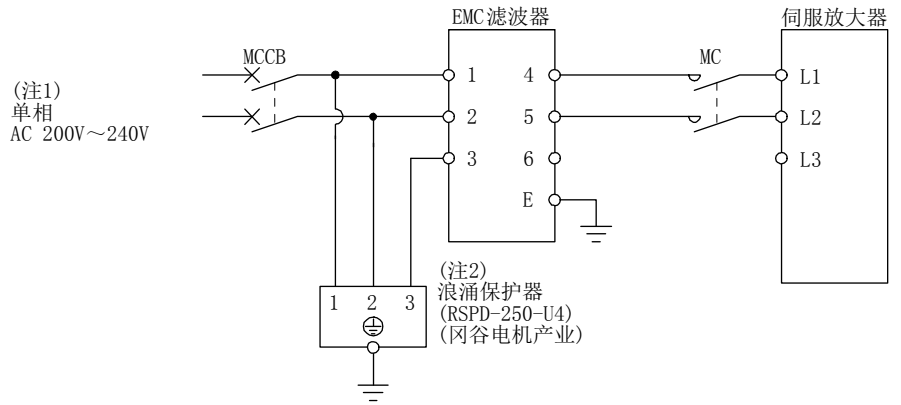 EMC滤波器
伺服放大器
MCCB
MC
(注1)
单相
AC 200V～240V
1
4
L1
2
5
L2
3
6
L3
E
(注2)
浪涌保护器
(RSPD-250-U4)
(冈谷电机产业)
1 2 3